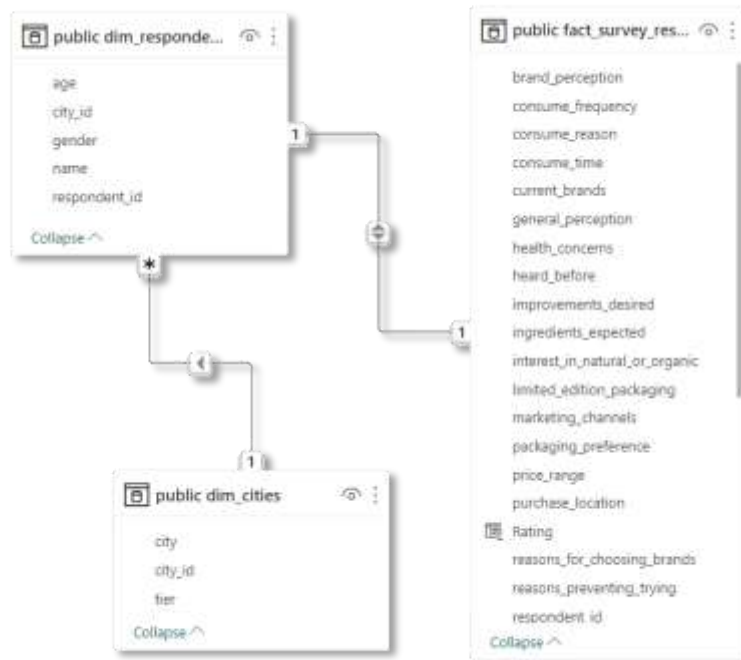 public dim_responde...
age
city_id
gender
name
respondent_id
Collapse
1
*
1
1
public dim_cities
city
city_id
tier
Collapse
public fact_survey_res...
brand_perception
consume_frequency
consume_reason
consume_time
current_brands
general_perception
health_concerns
heard_before
improvements_desired
ingredients_expected
interest_in_natural_or_organic
limited_edition_packaging
marketing_channels
packaging_preference
price_range
purchase_location
Rating
reasons_for_choosing_brands
reasons_preventing_trying
respondent_id
Collapse